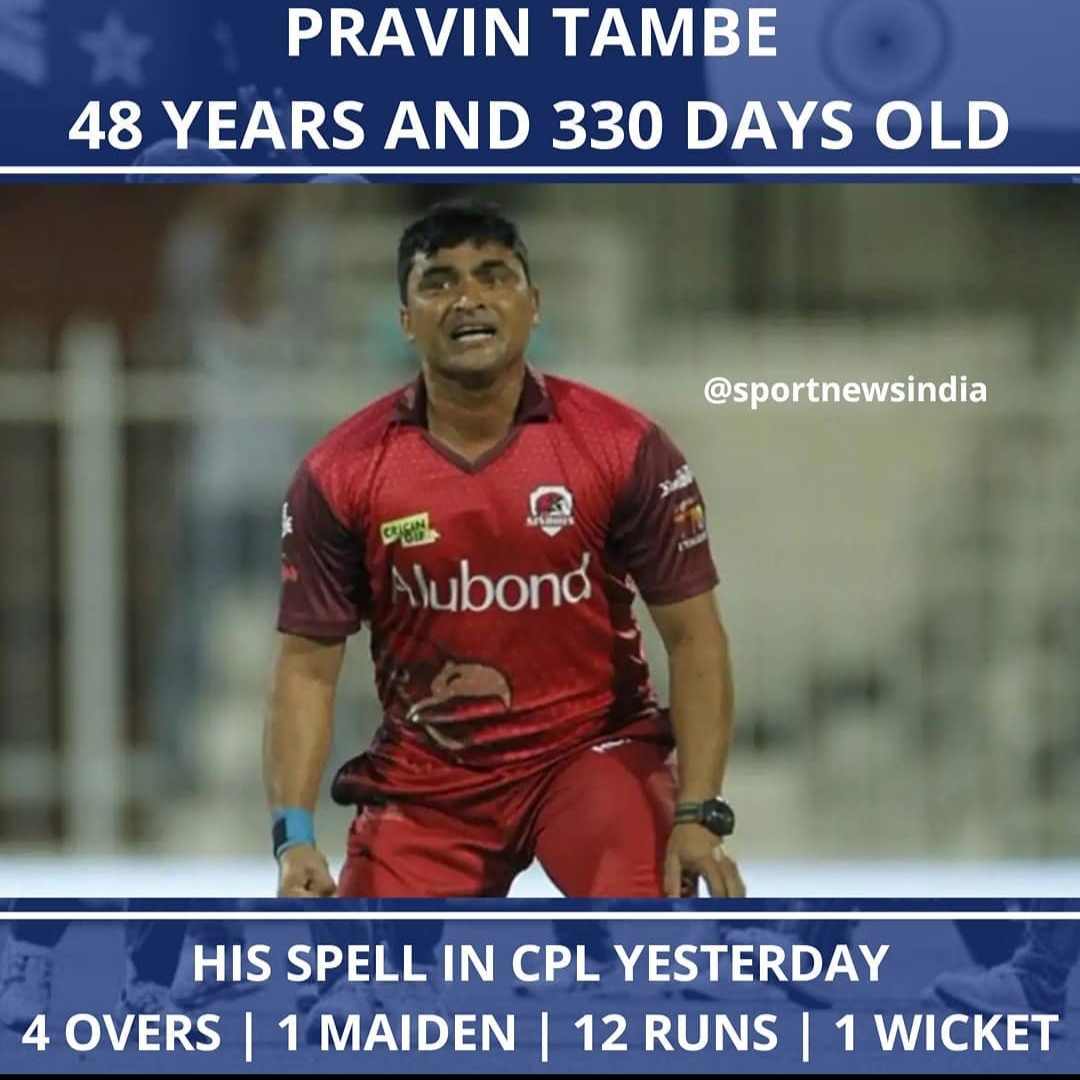 PRAVIN TAMBE
48 YEARS AND 330 DAYS OLD
@sportnewsindia
Alubond
HIS SPELL IN CPL YESTERDAY
4 OVERS | 1 MAIDEN | 12 RUNS | 1 WICKET